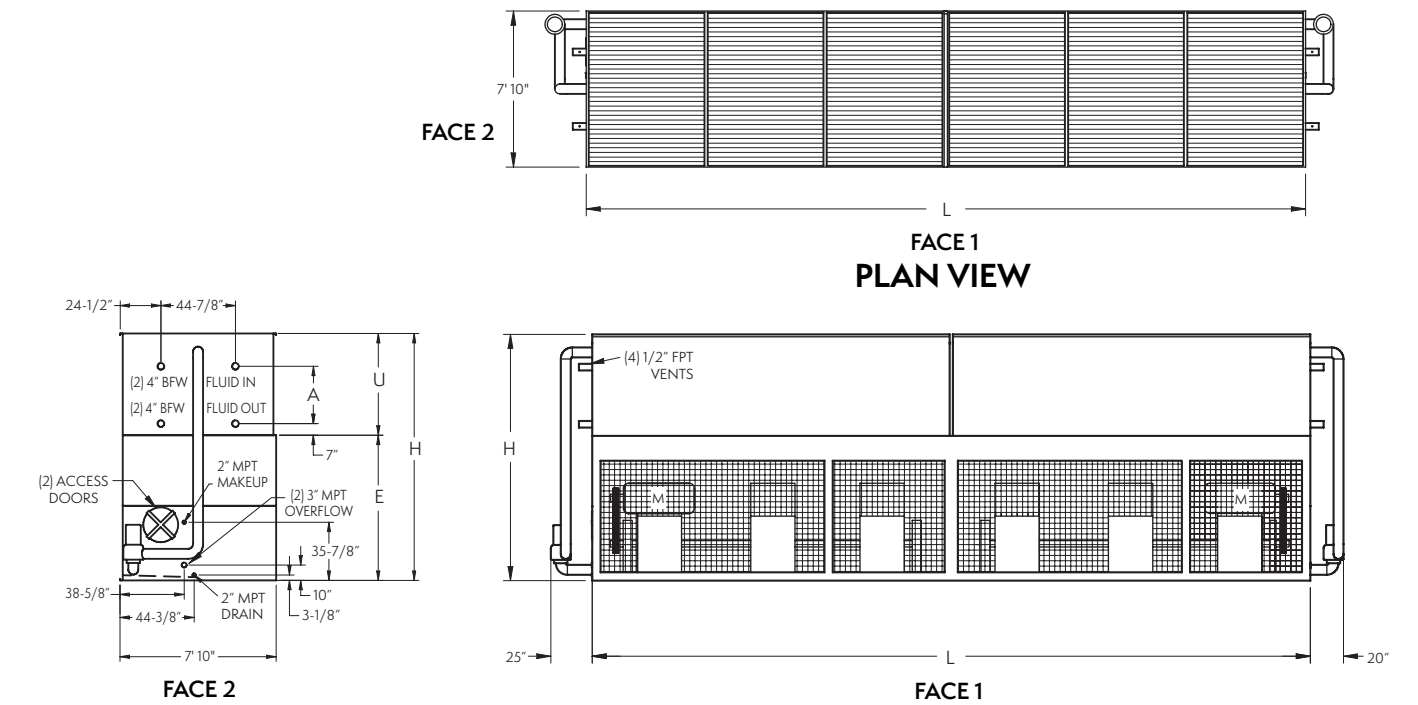 7' 10"
FACE 2
L
FACE 1
PLAN VIEW
24-1/2"
44-7/8"
(2) 4" BFW FLUID IN
(2) 4" BFW FLUID OUT
A
U
H
7"
E
2" MPT
MAKEUP
(2) ACCESS
DOORS
(2) 3" MPT
OVERFLOW
35-7/8"
38-5/8"
10"
2" MPT
DRAIN
3-1/8"
44-3/8"
7' 10"
FACE 2
(4) 1/2" FPT
VENTS
H
M
M
25"
L
20"
FACE 1